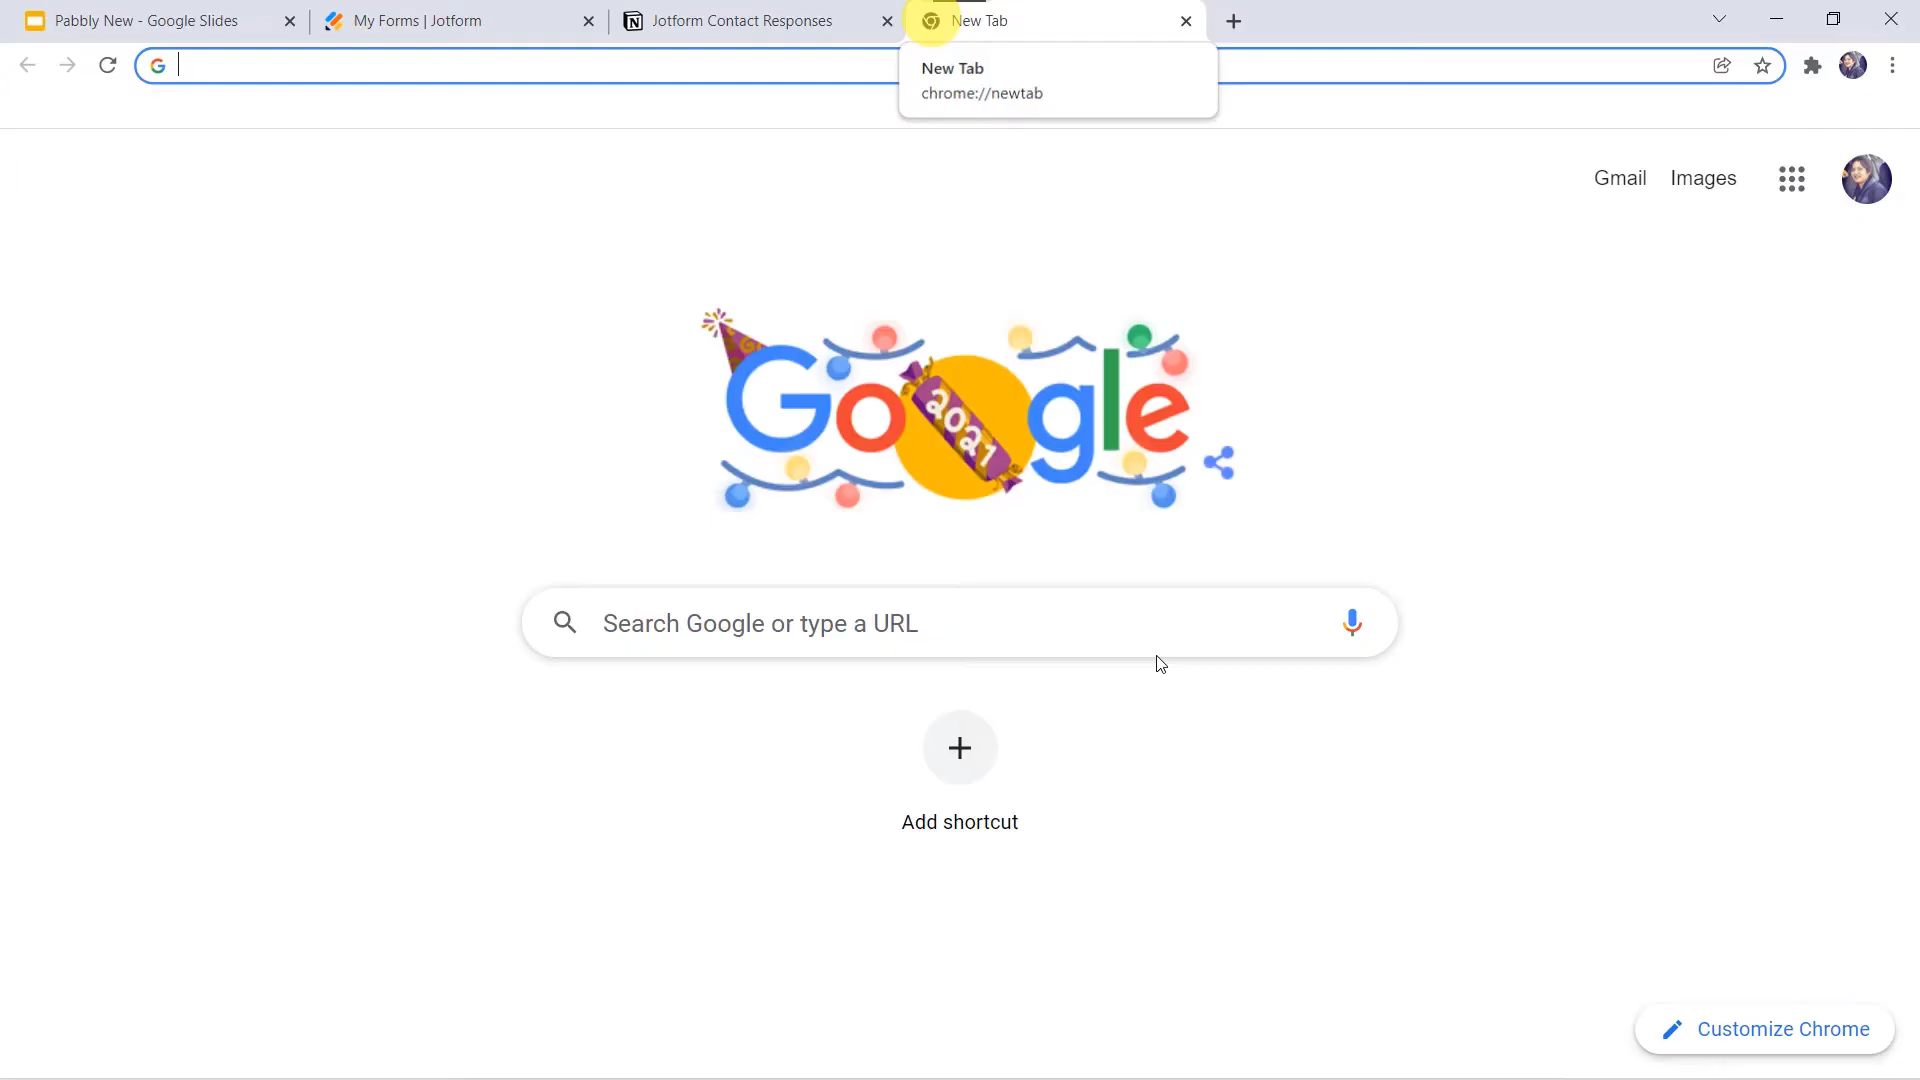 Pabbly New - Google Slides
My Forms | Jotform
Jotform Contact Responses
New Tab
New Tab
chrome://newtab
Gmail
Images
Google
2021
Search Google or type a URL
Add shortcut
Customize Chrome